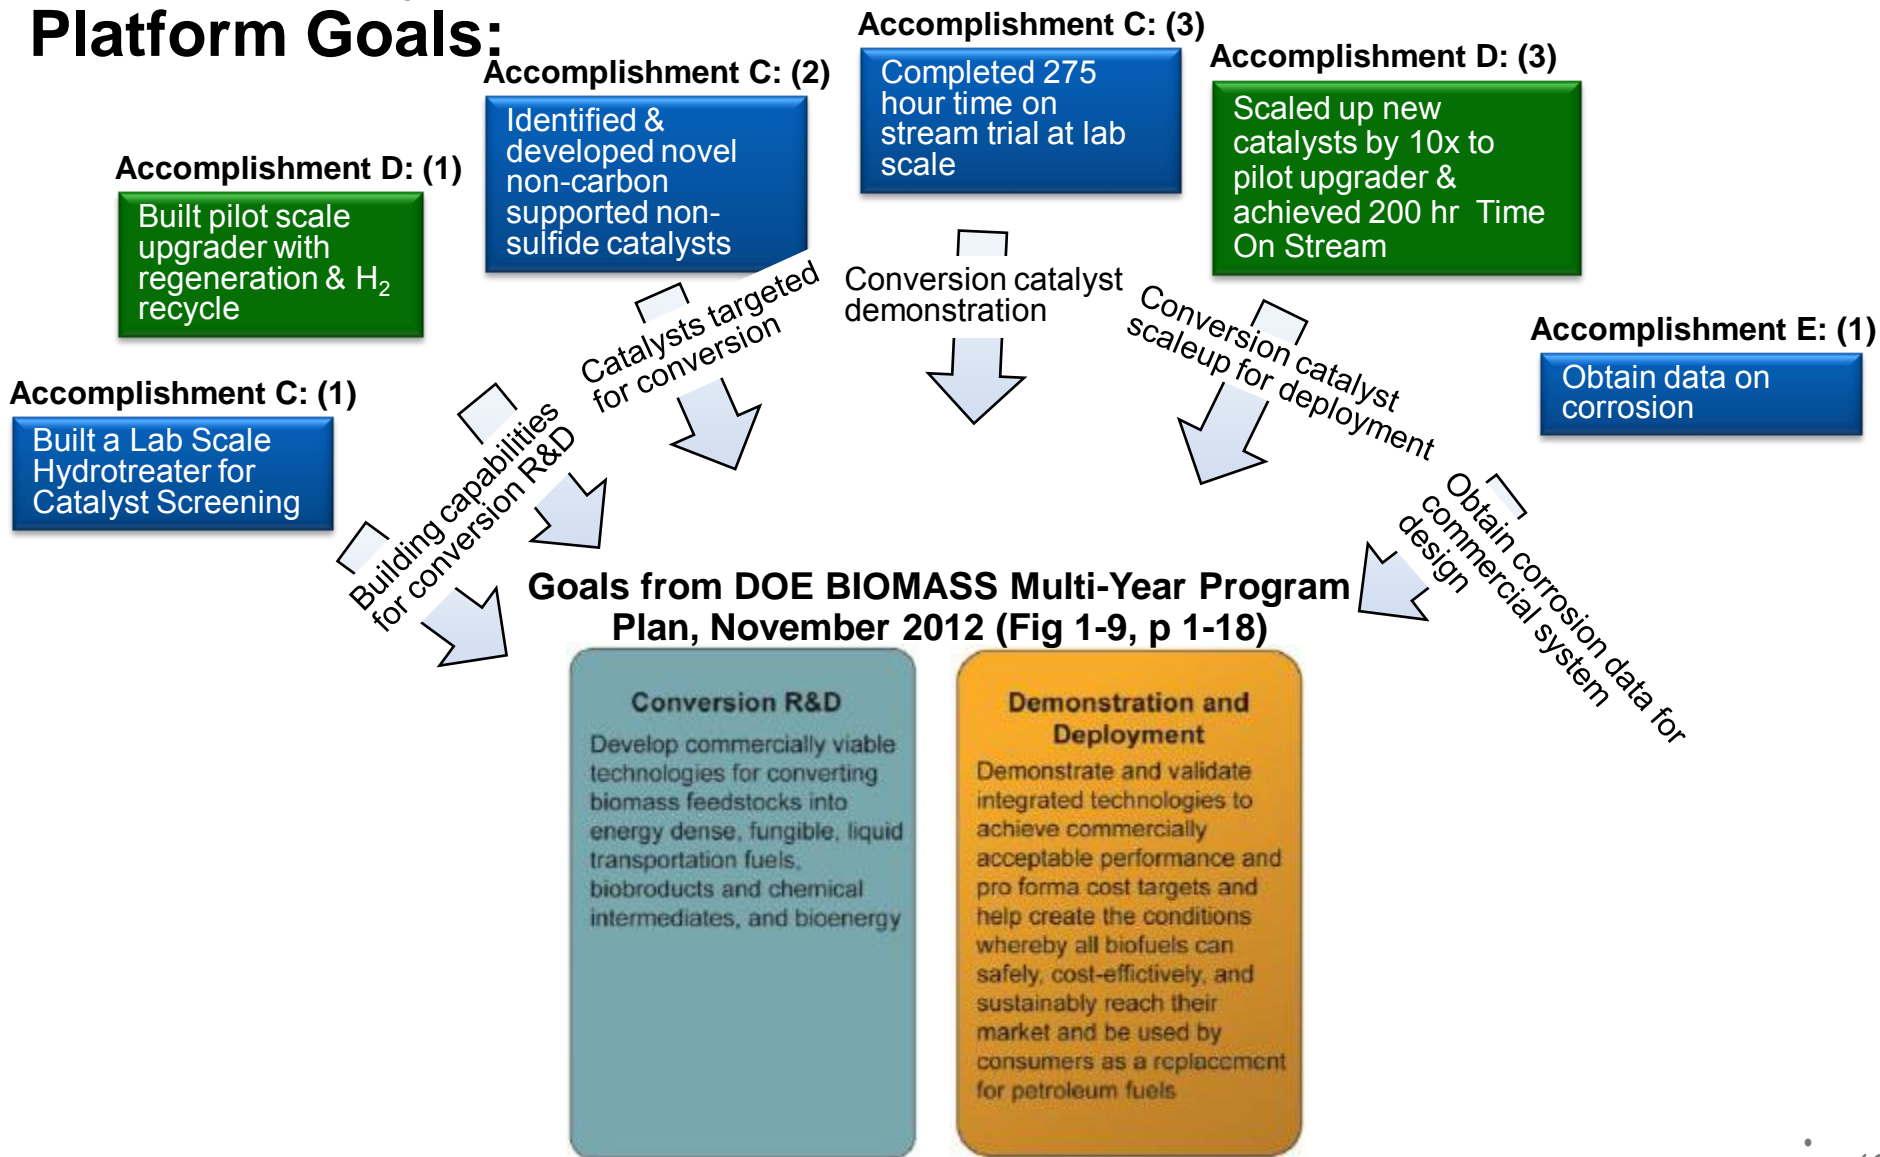 Platform Goals:
Accomplishment C: (3)
Completed 275
hour time on
stream trial at lab
scale
Accomplishment D: (3)
Scaled up new
catalysts by 10x to
pilot upgrader &
achieved 200 hr Time
On Stream
Accomplishment C: (2)
Identified &
developed novel
non-carbon
supported non-
sulfide catalysts
Accomplishment D: (1)
Built pilot scale
upgrader with
regeneration & H₂
recycle
Accomplishment E: (1)
Obtain data on
corrosion
Accomplishment C: (1)
Built a Lab Scale
Hydrotreater for
Catalyst Screening
Building capabilities
for conversion R&D
Catalysts targeted
for conversion
Conversion catalyst
demonstration
Conversion catalyst
scaleup for deployment
Obtain corrosion data for
commercial system
design
Goals from DOE BIOMASS Multi-Year Program
Plan, November 2012 (Fig 1-9, p 1-18)
Conversion R&D
Develop commercially viable
technologies for converting
biomass feedstocks into
energy dense, fungible, liquid
transportation fuels,
biobroducts and chemical
intermediates, and bioenergy
Demonstration and
Deployment
Demonstrate and validate
integrated technologies to
achieve commercially
acceptable performance and
pro forma cost targets and
help create the conditions
whereby all biofuels can
safely, cost-effictively, and
sustainably reach their
market and be used by
consumers as a replacement
for petroleum fuels